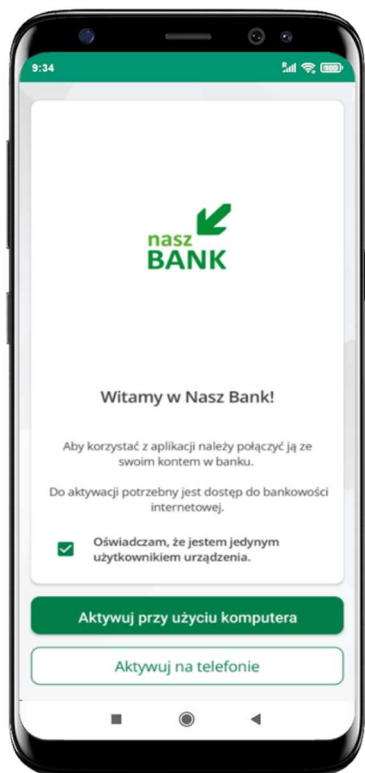 9:34
R
nasz
BANK
Witamy w Nasz Bank!
Aby korzystać z aplikacji należy połączyć ją ze
swoim kontem w banku.
Do aktywacji potrzebny jest dostęp do bankowości
internetowej.
Oświadczam, że jestem jedynym
użytkownikiem urządzenia.
Aktywuj przy użyciu komputera
Aktywuj na telefonie